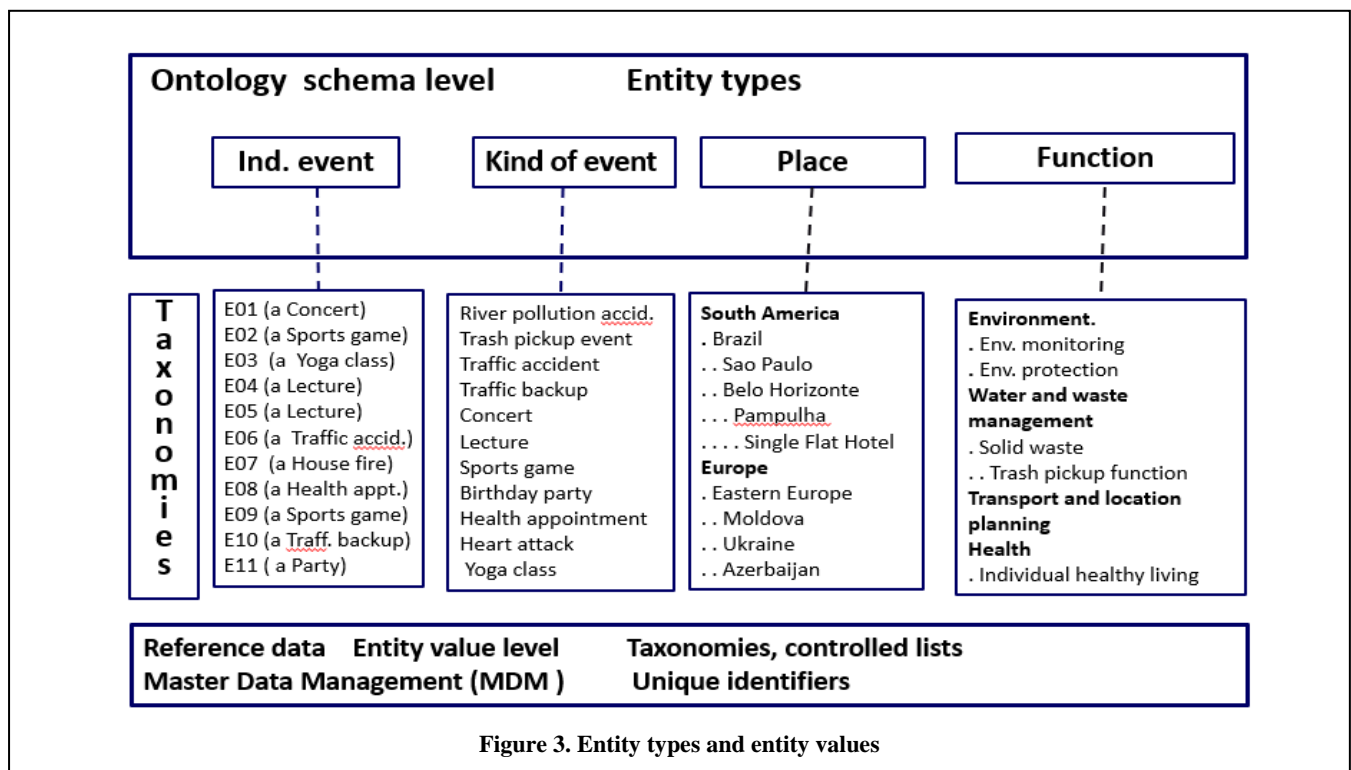 Ontology schema level Entity types
Ind. event
Kind of event
Place
Function
Taxonomies
E01 (a Concert)
E02 (a Sports game)
E03 (a Yoga class)
E04 (a Lecture)
E05 (a Lecture)
E06 (a Traffic accid.)
E07 (a House fire)
E08 (a Health appt.)
E09 (a Sports game)
E10 (a Traff. backup)
E11 ( a Party)
River pollution accid.
Trash pickup event
Traffic accident
Traffic backup
Concert
Lecture
Sports game
Birthday party
Health appointment
Heart attack
Yoga class
South America
. Brazil
. . Sao Paulo
. . Belo Horizonte
. . . Pampulha
. . . . Single Flat Hotel
Europe
. Eastern Europe
. . Moldova
. . Ukraine
. . Azerbaijan
Environment.
. Env. monitoring
. Env. protection
Water and waste
management
. Solid waste
. . Trash pickup function
Transport and location
planning
Health
. Individual healthy living
Reference data Entity value level Taxonomies, controlled lists
Master Data Management (MDM ) Unique identifiers
Figure 3. Entity types and entity values